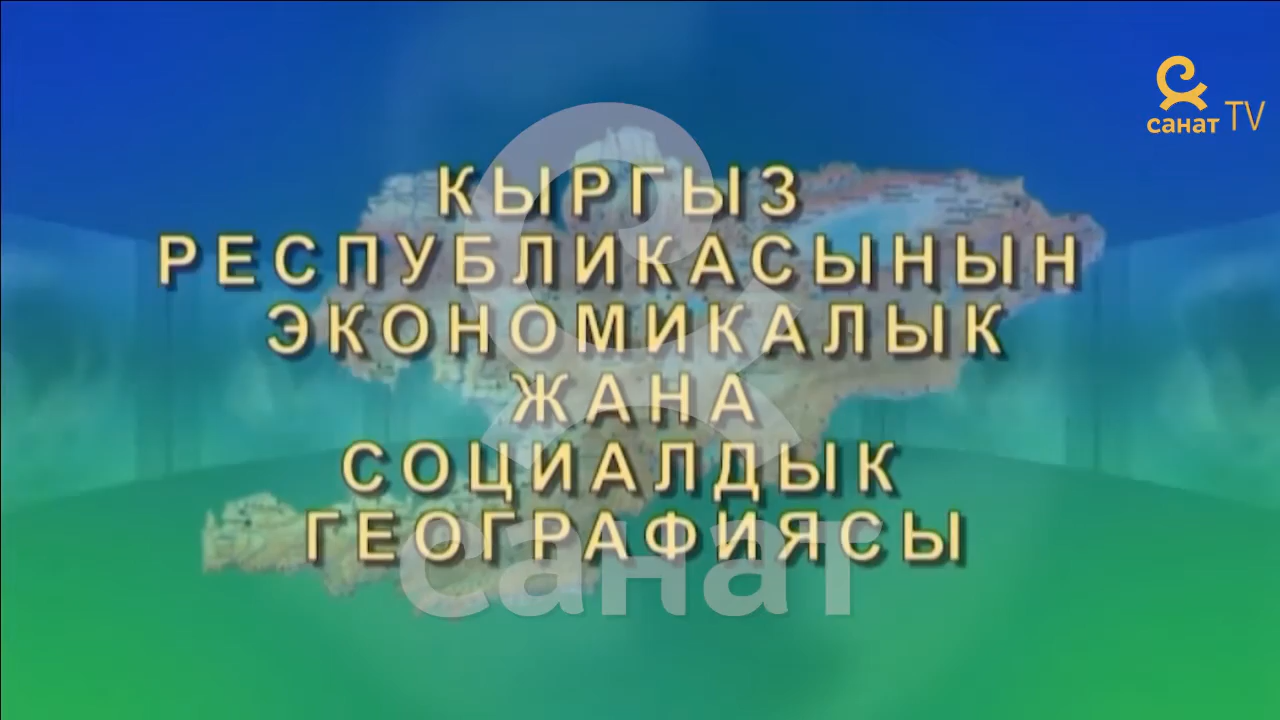 санат TV
КЫРГЫЗ
РЕСПУБЛИКАСЫНЫН
ЭКОНОМИКАЛЫК
ЖАНА
СОЦИАЛДЫК
ГЕОГРАФИЯСЫ
санат